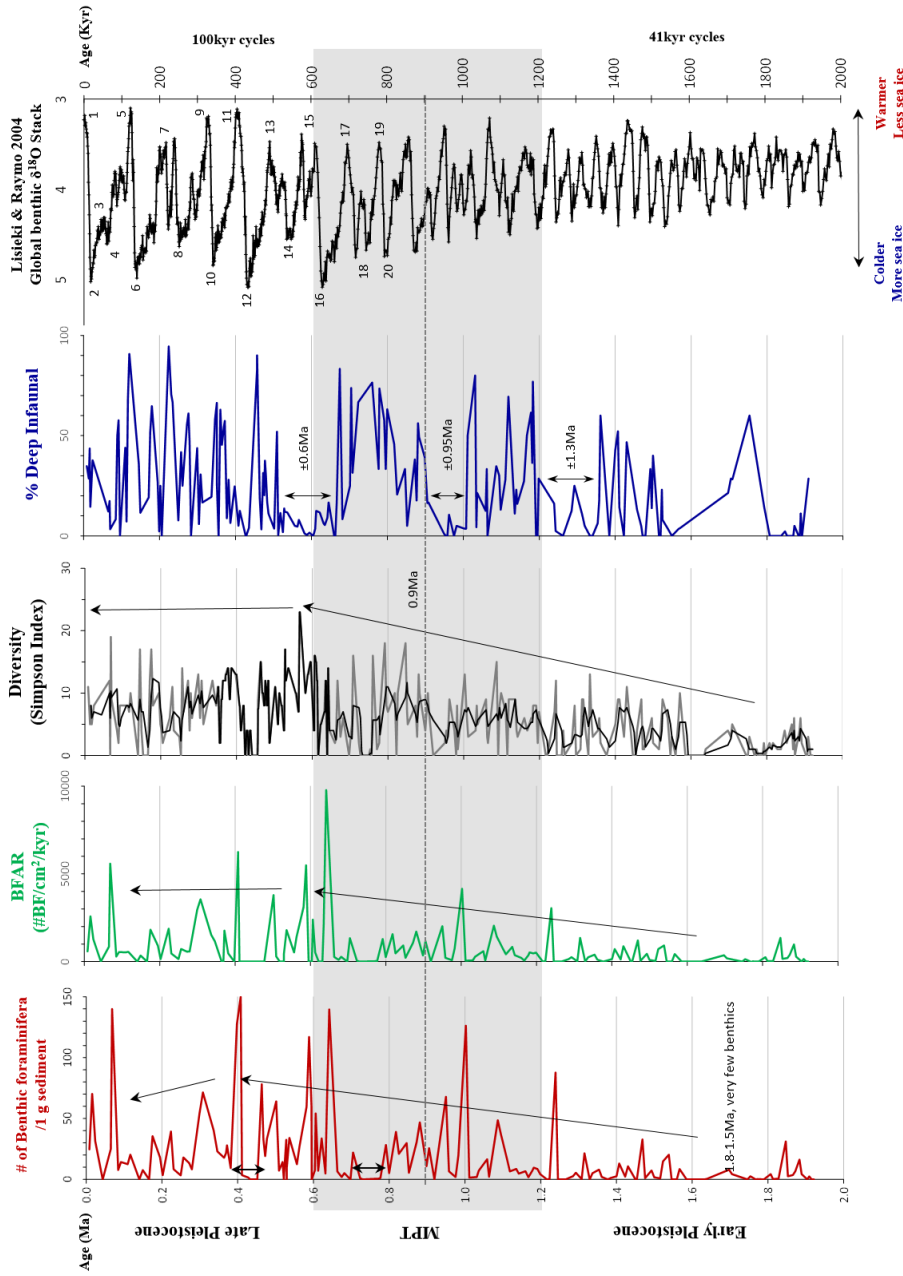 Age (Kyr)
100kyr cycles
41kyr cycles
0
200
400
600
800
1000
1200
1400
1600
1800
2000
Lisieki & Raymo 2004
Global benthic δ18O Stack
3
4
5
1
2
3
4
5
6
7
8
9
10
11
12
13
14
15
16
17
18
19
20
Warmer
Less sea ice
Colder
More sea ice
% Deep Infaunal
100
50
0
±0.6Ma
±0.95Ma
±1.3Ma
Diversity
(Simpson Index)
30
20
10
0
0.9Ma
BFAR
(#BF/cm²/kyr)
10000
5000
0
# of Benthic foraminifera
/1 g sediment
150
100
50
0
1.8-1.5Ma, very few benthics
0.0
0.2
0.4
0.6
0.8
1.0
1.2
1.4
1.6
1.8
2.0
Age (Ma)
Late Pleistocene
MPT
Early Pleistocene